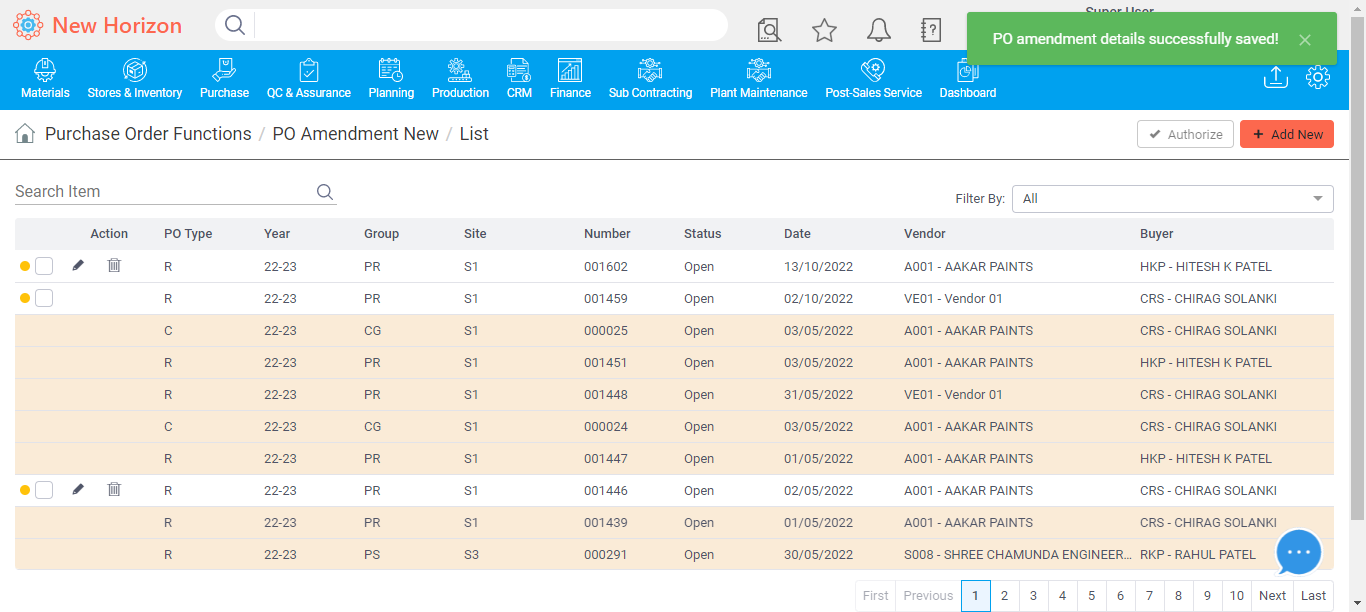 New Horizon
Super User
PO amendment details successfully saved!
Materials Stores & Inventory Purchase QC & Assurance Planning Production CRM Finance Sub Contracting Plant Maintenance Post-Sales Service Dashboard
Purchase Order Functions / PO Amendment New / List
Authorize
+ Add New
Search Item
Filter By: All
Action PO Type Year Group Site Number Status Date Vendor Buyer
R 22-23 PR S1 001602 Open 13/10/2022 A001 - AAKAR PAINTS HKP - HITESH K PATEL
R 22-23 PR S1 001459 Open 02/10/2022 VE01 - Vendor 01 CRS - CHIRAG SOLANKI
C 22-23 CG S1 000025 Open 03/05/2022 A001 - AAKAR PAINTS CRS - CHIRAG SOLANKI
R 22-23 PR S1 001451 Open 03/05/2022 A001 - AAKAR PAINTS HKP - HITESH K PATEL
R 22-23 PR S1 001448 Open 31/05/2022 VE01 - Vendor 01 CRS - CHIRAG SOLANKI
C 22-23 CG S1 000024 Open 03/05/2022 A001 - AAKAR PAINTS CRS - CHIRAG SOLANKI
R 22-23 PR S1 001447 Open 01/05/2022 A001 - AAKAR PAINTS HKP - HITESH K PATEL
R 22-23 PR S1 001446 Open 02/05/2022 A001 - AAKAR PAINTS CRS - CHIRAG SOLANKI
R 22-23 PR S1 001439 Open 01/05/2022 A001 - AAKAR PAINTS CRS - CHIRAG SOLANKI
R 22-23 PS S3 000291 Open 30/05/2022 S008 - SHREE CHAMUNDA ENGINEER... RKP - RAHUL PATEL
First Previous 1 2 3 4 5 6 7 8 9 10 Next Last